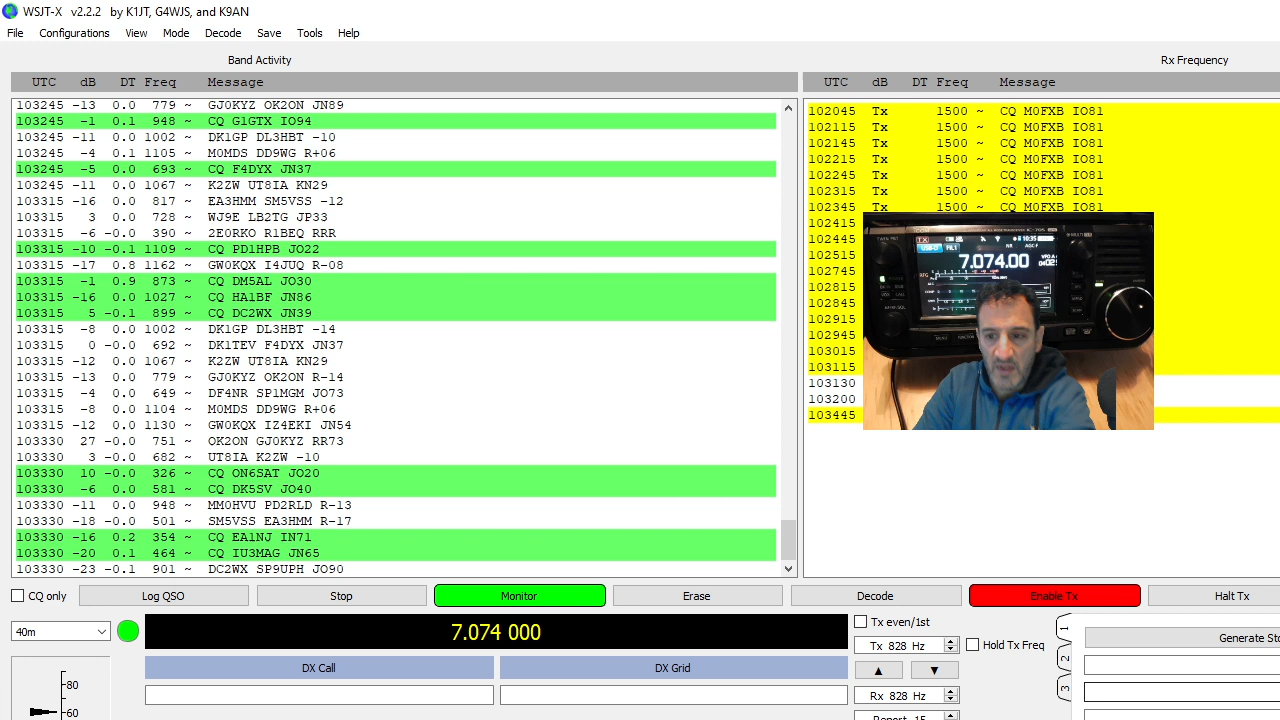 WSJT-X v2.2.2 by K1JT, G4WJS, and K9AN
File Configurations View Mode Decode Save Tools Help
Band Activity
UTC dB DT Freq Message
103245 -13 0.0 779 ~ GJ0KYZ OK2ON JN89
103245 -1 0.1 948 ~ CQ G1GTX IO94
103245 -11 0.0 1002 ~ DK1GP DL3HBT -10
103245 -4 0.1 1105 ~ M0MDS DD9WG R+06
103245 -5 0.0 693 ~ CQ F4DYX JN37
103245 -11 0.0 1067 ~ K2ZW UT8IA KN29
103315 -16 0.0 817 ~ EA3HMM SM5VSS -12
103315 3 0.0 728 ~ WJ9E LB2TG JP33
103315 -6 -0.0 390 ~ 2E0RKO R1BEQ RRR
103315 -10 -0.1 1109 ~ CQ PD1HPB JO22
103315 -17 0.8 1162 ~ GW0KQX I4JUQ R-08
103315 -1 0.9 873 ~ CQ DM5AL JO30
103315 -16 0.0 1027 ~ CQ HA1BF JN86
103315 5 -0.1 899 ~ CQ DC2WX JN39
103315 -8 0.0 1002 ~ DK1GP DL3HBT -14
103315 0 -0.0 692 ~ DK1TEV F4DYX JN37
103315 -12 0.0 1067 ~ K2ZW UT8IA KN29
103315 -13 0.0 779 ~ GJ0KYZ OK2ON R-14
103315 -4 0.0 649 ~ DF4NR SP1MGM JO73
103315 -8 0.0 1104 ~ M0MDS DD9WG R+06
103315 -12 0.0 1130 ~ GW0KQX IZ4EKI JN54
103330 27 -0.0 751 ~ OK2ON GJ0KYZ RR73
103330 3 -0.0 682 ~ UT8IA K2ZW -10
103330 10 -0.0 326 ~ CQ ON6SAT JO20
103330 -6 0.0 581 ~ CQ DK5SV JO40
103330 -11 0.0 948 ~ MM0HVU PD2RLD R-13
103330 -18 -0.0 501 ~ SM5VSS EA3HMM R-17
103330 -16 0.2 354 ~ CQ EA1NJ IN71
103330 -20 0.1 464 ~ CQ IU3MAG JN65
103330 -23 -0.1 901 ~ DC2WX SP9UPH JO90
Rx Frequency
UTC dB DT Freq Message
102045 Tx 1500 ~ CQ M0FXB IO81
102115 Tx 1500 ~ CQ M0FXB IO81
102145 Tx 1500 ~ CQ M0FXB IO81
102215 Tx 1500 ~ CQ M0FXB IO81
102245 Tx 1500 ~ CQ M0FXB IO81
102315 Tx 1500 ~ CQ M0FXB IO81
102345 Tx 1500 ~ CQ M0FXB IO81
102415
102445
102515
102745
102815
102845
102915
102945
103015
103115
103130
103200
103445
IC-705
TX 10:35
USB-D FIL1
7.074.00
CQ only Log QSO Stop Monitor Erase Decode Enable Tx Halt Tx
40m
7.074 000
Tx even/1st
Tx 828 Hz
Hold Tx Freq
DX Call DX Grid
Rx 828 Hz
Report -15
1
2
3
Generate St
80
60